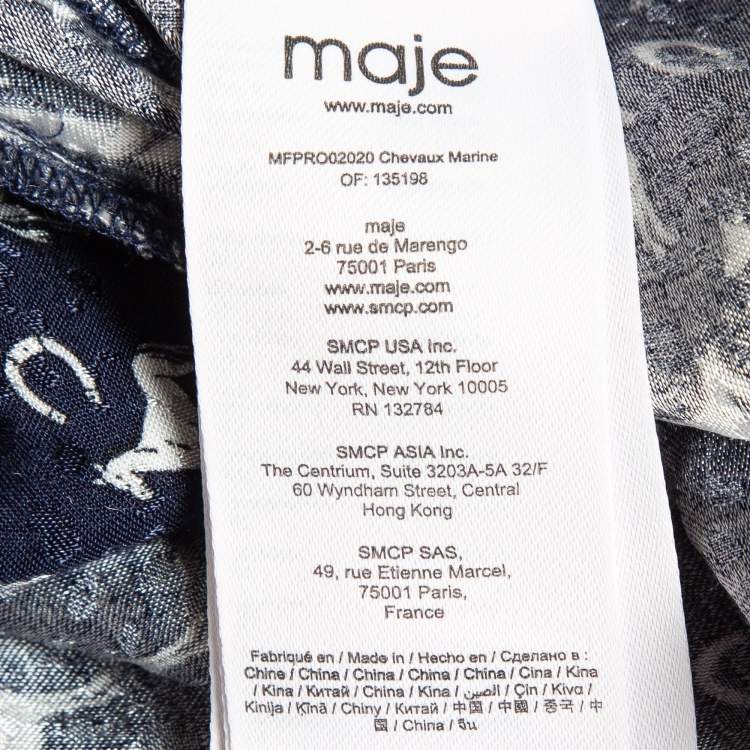 maje
www.maje.com
MFPRO02020 Chevaux Marine
OF: 135198
maje
2-6 rue de Marengo
75001 Paris
www.maje.com
www.smcp.com
SMCP USA Inc.
44 Wall Street, 12th Floor
New York, New York 10005
RN 132784
SMCP ASIA Inc.
The Centrium, Suite 3203A-5A 32/F
60 Wyndham Street, Central
Hong Kong
SMCP SAS,
49, rue Etienne Marcel,
75001 Paris,
France
Fabriqué en / Made in / Hecho en / Сделано в :
Chine / China / China / China / China / Cina / Kina
/ Kina / Китай / China / Kina / الصين / Çin / Κίνα /
Kinija / Ķīnā / Chiny / Китай / 中国 / 中國 / 중국 / 中
国 / China / จีน